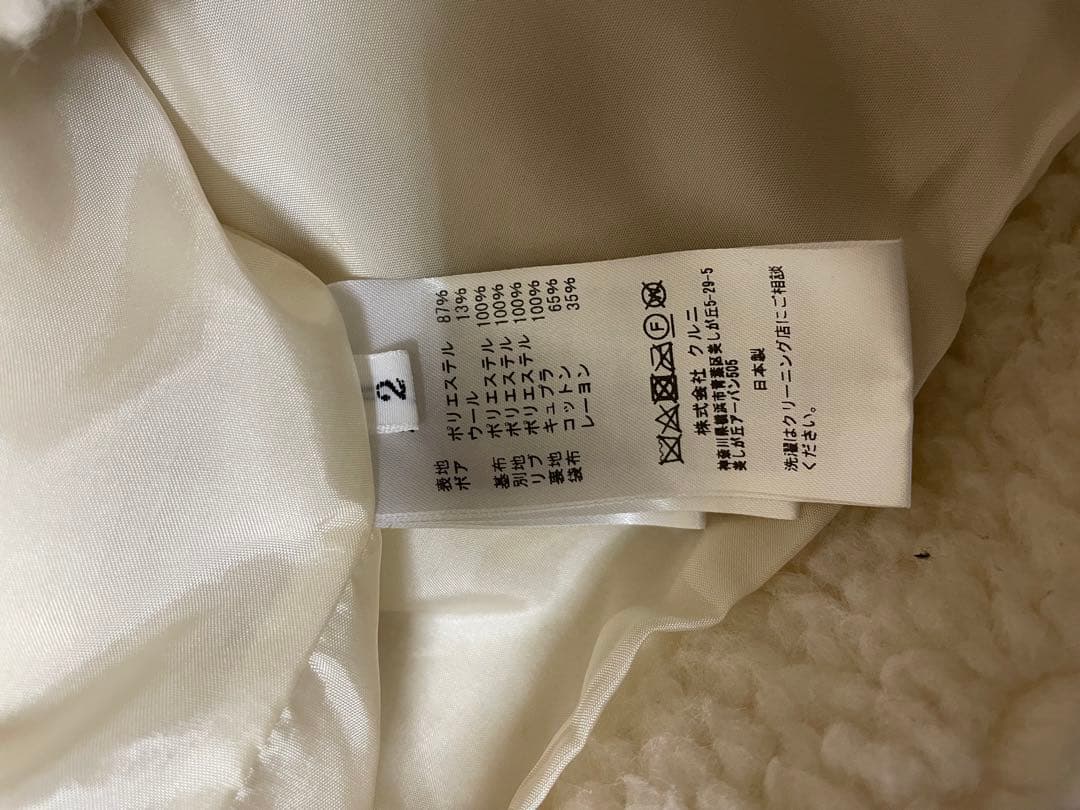 2
表地 ポリエステル 87%
ボア ウール 13%
基布 ポリエステル 100%
別地 ポリエステル 100%
リブ ポリエステル 100%
裏地 キュプラ 100%
袋布 コットン 65%
レーヨン 35%
F
W
株式会社 クルニ
神奈川県横浜市青葉区美しが丘5-29-5
美しが丘アーバン505
日本製
洗濯はクリーニング店にご相談
ください。